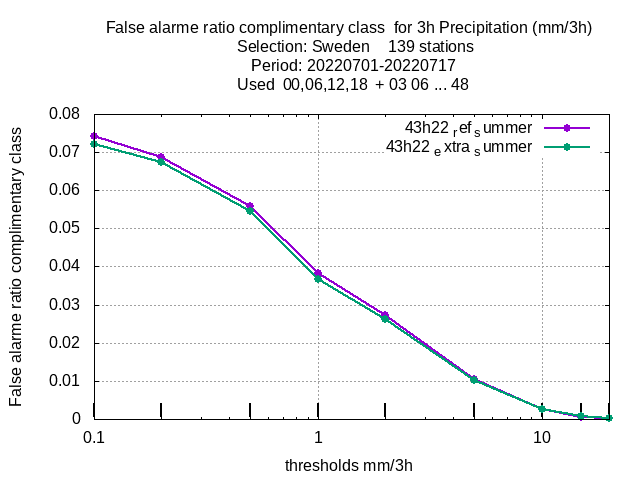 False alarme ratio complimentary class  for 3h Precipitation (mm/3h)
Selection: Sweden    139 stations
Period: 20220701-20220717
Used  00,06,12,18  + 03 06 ... 48
43h22 ref summer
43h22 extra summer
False alarme ratio complimentary class
0.08
0.07
0.06
0.05
0.04
0.03
0.02
0.01
0
0.1
1
10
thresholds mm/3h